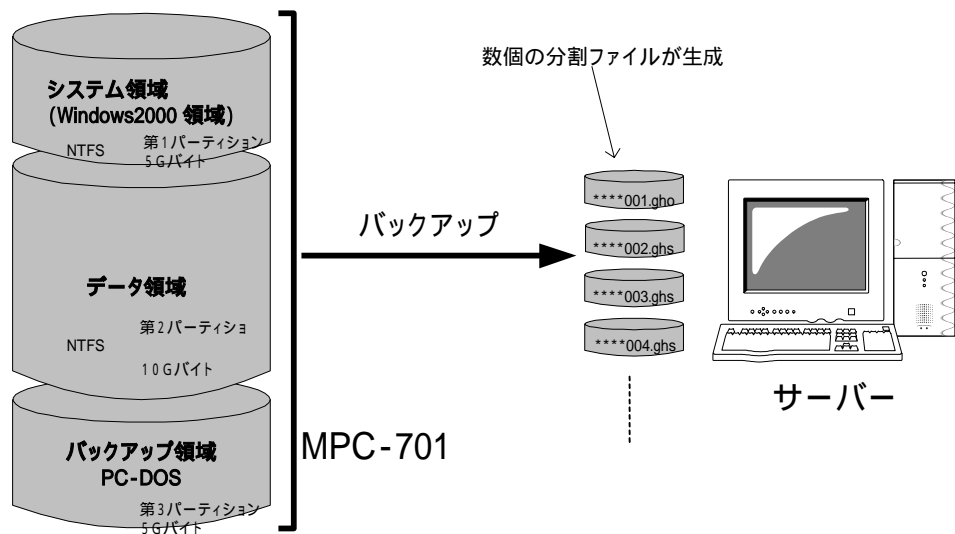 システム領域
(Windows2000 領域)
NTFS
第1パーティション
5Gバイト
データ領域
第2パーティショ
NTFS
10Gバイト
バックアップ領域
PC-DOS
第3パーティション
5Gバイト
MPC-701
バックアップ
数個の分割ファイルが生成
****001.gho
****002.ghs
****003.ghs
****004.ghs
サーバー